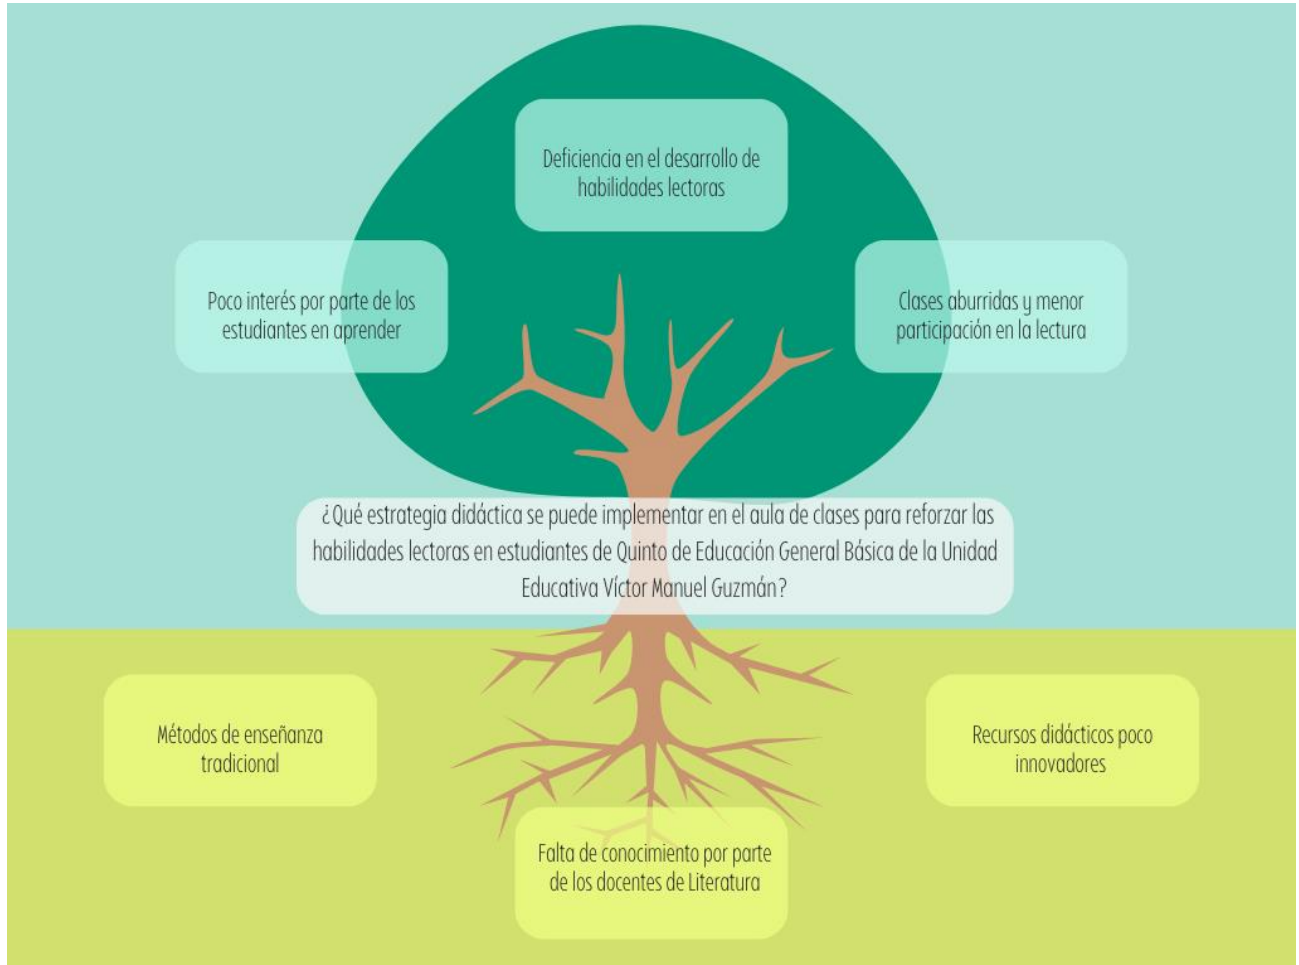 Deficiencia en el desarrollo de
habilidades lectoras
Poco interés por parte de los
estudiantes en aprender
Clases aburridas y menor
participación en la lectura
¿Qué estrategia didáctica se puede implementar en el aula de clases para reforzar las
habilidades lectoras en estudiantes de Quinto de Educación General Básica de la Unidad
Educativa Víctor Manuel Guzmán?
Métodos de enseñanza
tradicional
Recursos didácticos poco
innovadores
Falta de conocimiento por parte
de los docentes de Literatura